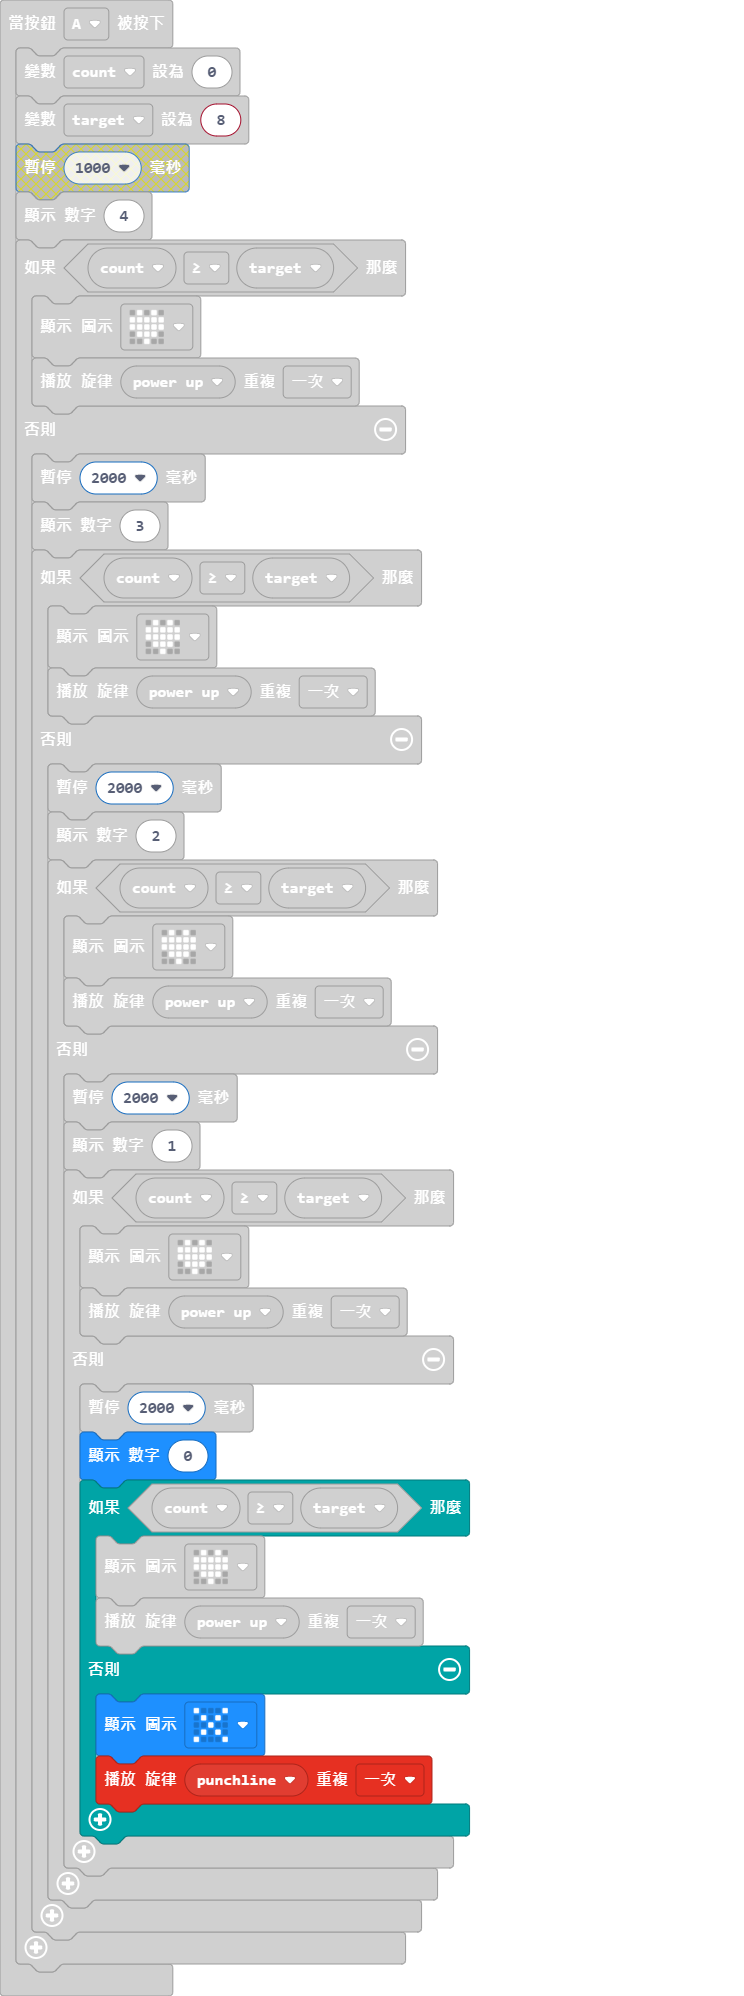 當按鈕 A 被按下
變數 count 設為 0
變數 target 設為 8
暫停 1000 毫秒
顯示 數字 4
如果 count ≥ target 那麼
顯示 圖示
播放 旋律 power up 重複 一次
否則
暫停 2000 毫秒
顯示 數字 3
如果 count ≥ target 那麼
顯示 圖示
播放 旋律 power up 重複 一次
否則
暫停 2000 毫秒
顯示 數字 2
如果 count ≥ target 那麼
顯示 圖示
播放 旋律 power up 重複 一次
否則
暫停 2000 毫秒
顯示 數字 1
如果 count ≥ target 那麼
顯示 圖示
播放 旋律 power up 重複 一次
否則
暫停 2000 毫秒
顯示 數字 0
如果 count ≥ target 那麼
顯示 圖示
播放 旋律 power up 重複 一次
否則
顯示 圖示
播放 旋律 punchline 重複 一次